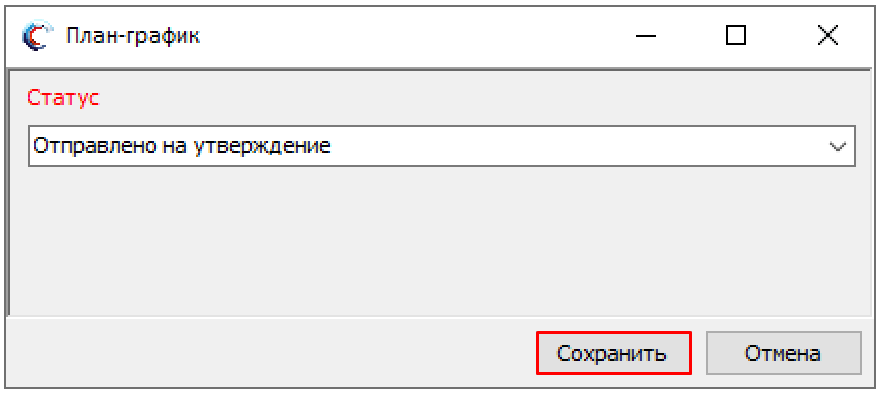 План-график
Статус
Отправлено на утверждение
Сохранить
Отмена